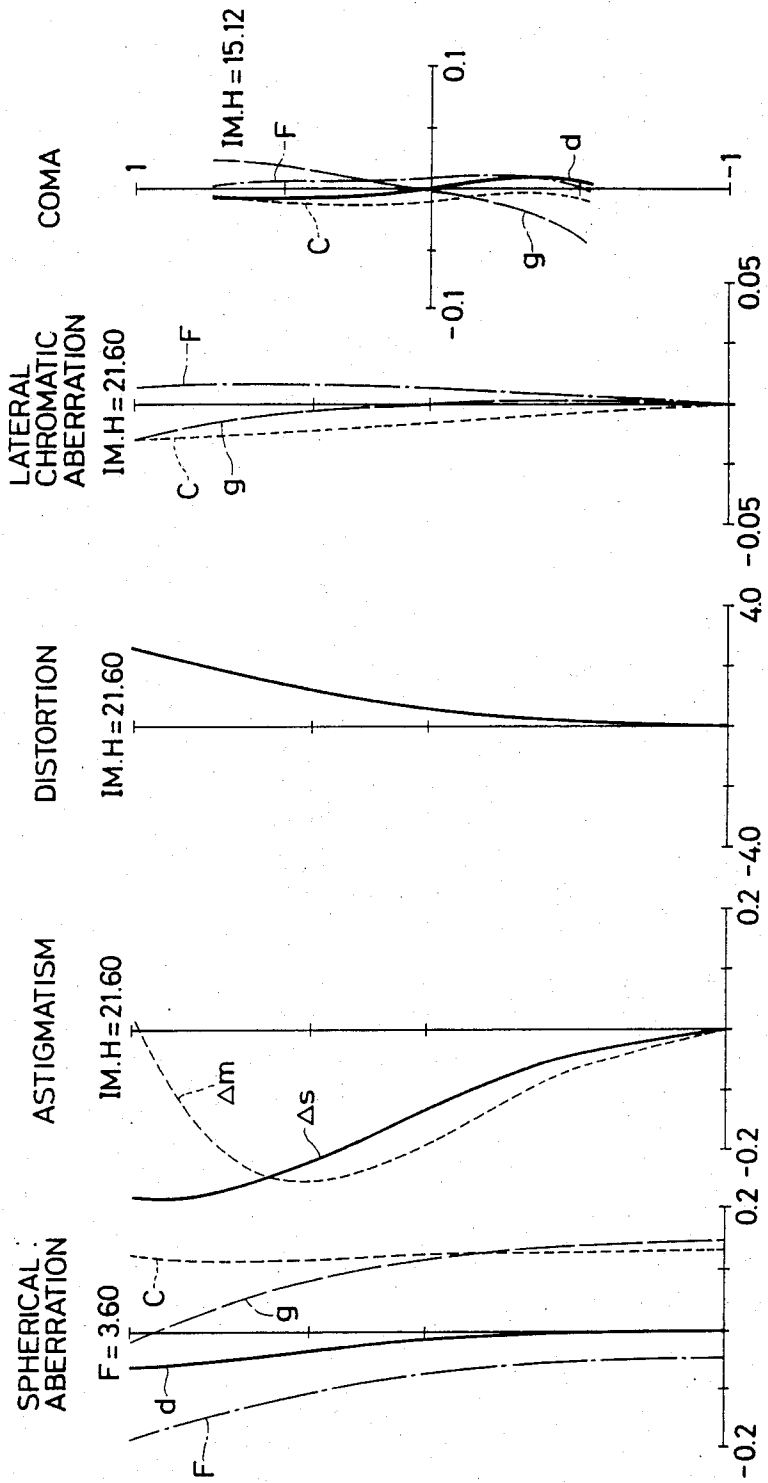 SPHERICAL
ABERRATION
F = 3.60
F
d
g
C
-0.2
0.2
ASTIGMATISM
IM.H = 21.60
Δm
Δs
-0.2
0.2
DISTORTION
IM.H = 21.60
-4.0
4.0
LATERAL
CHROMATIC
ABERRATION
IM.H = 21.60
C
g
F
-0.05
0.05
COMA
1
IM.H = 15.12
F
C
-0.1
0.1
g
d
-1